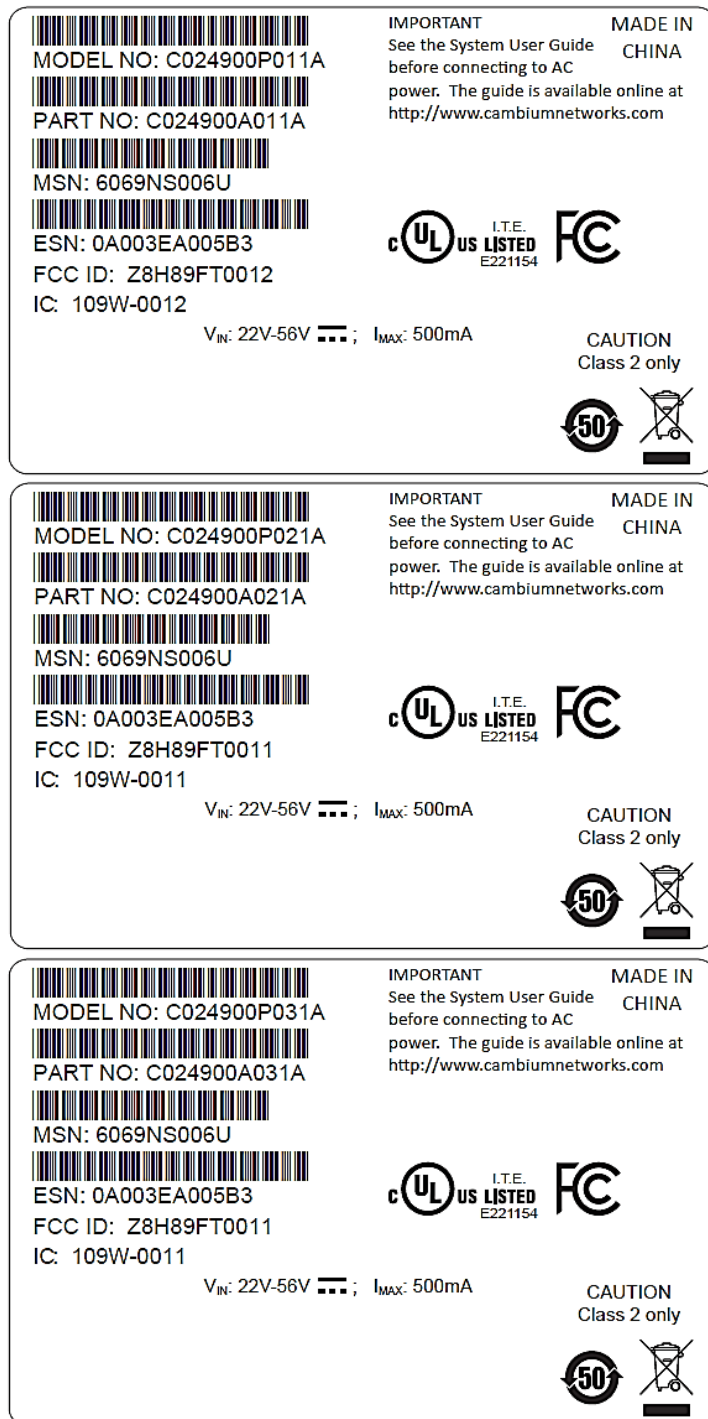 MODEL NO: C024900P011A
PART NO: C024900A011A
MSN: 6069NS006U
ESN: 0A003EA005B3
FCC ID: Z8H89FT0012
IC: 109W-0012
IMPORTANT
See the System User Guide
before connecting to AC
power. The guide is available online at
http://www.cambiumnetworks.com
MADE IN
CHINA
C UL US LISTED
I.T.E.
E221154
FC
VIN: 22V-56V ; IMAX: 500mA
CAUTION
Class 2 only
50
MODEL NO: C024900P021A
PART NO: C024900A021A
MSN: 6069NS006U
ESN: 0A003EA005B3
FCC ID: Z8H89FT0011
IC: 109W-0011
IMPORTANT
See the System User Guide
before connecting to AC
power. The guide is available online at
http://www.cambiumnetworks.com
MADE IN
CHINA
C UL US LISTED
I.T.E.
E221154
FC
VIN: 22V-56V ; IMAX: 500mA
CAUTION
Class 2 only
50
MODEL NO: C024900P031A
PART NO: C024900A031A
MSN: 6069NS006U
ESN: 0A003EA005B3
FCC ID: Z8H89FT0011
IC: 109W-0011
IMPORTANT
See the System User Guide
before connecting to AC
power. The guide is available online at
http://www.cambiumnetworks.com
MADE IN
CHINA
C UL US LISTED
I.T.E.
E221154
FC
VIN: 22V-56V ; IMAX: 500mA
CAUTION
Class 2 only
50